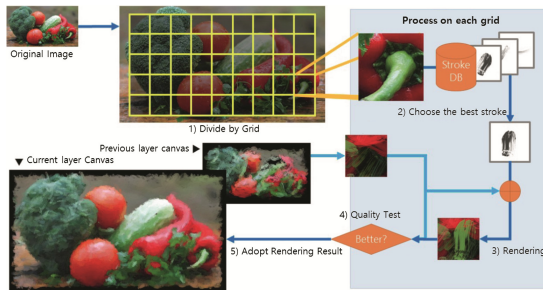 Process on each grid
Original Image
Stroke
DB
1) Divide by Grid
2) Choose the best stroke
Previous layer canvas ▶
▼ Current layer Canvas
4) Quality Test
Better?
5) Adopt Rendering Result
3) Rendering